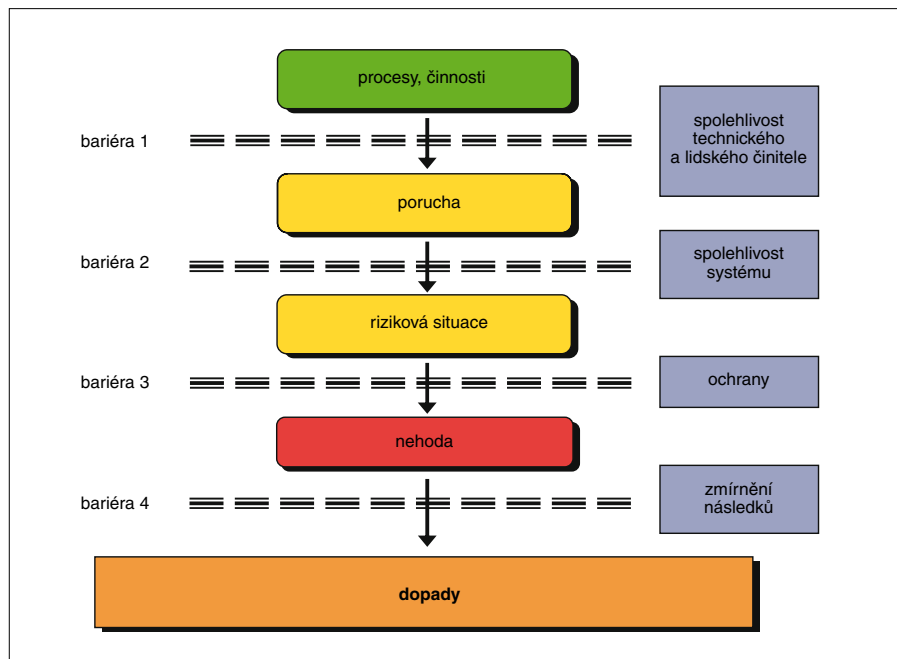 procesy, činnosti
bariéra 1
spolehlivost
technického
a lidského činitele
porucha
bariéra 2
spolehlivost
systému
riziková situace
bariéra 3
ochrany
nehoda
bariéra 4
zmírnění
následků
dopady